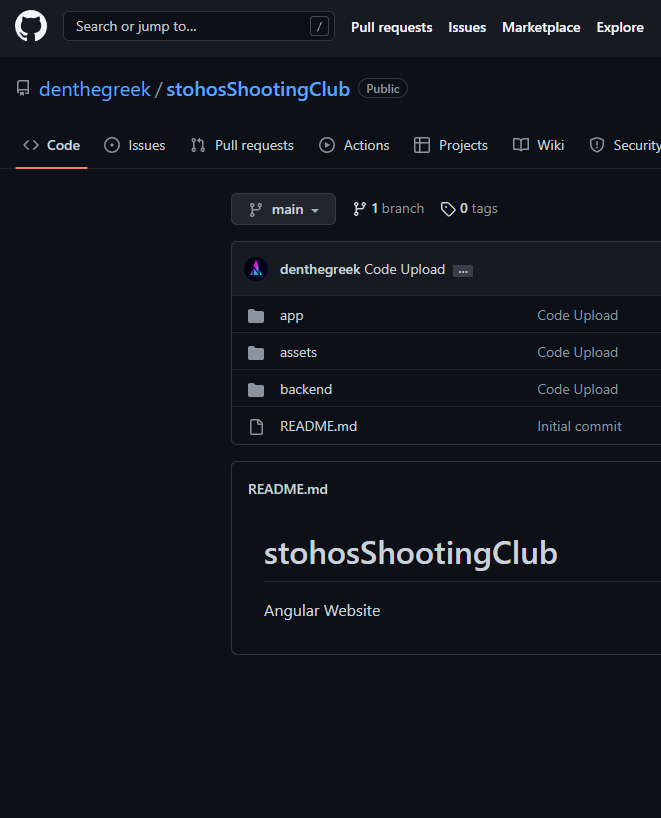 Search or jump to... /
Pull requests Issues Marketplace Explore
denthegreek / stohosShootingClub Public
Code Issues Pull requests Actions Projects Wiki Security
main 1 branch 0 tags
denthegreek Code Upload ...
app Code Upload
assets Code Upload
backend Code Upload
README.md Initial commit
README.md
stohosShootingClub
Angular Website